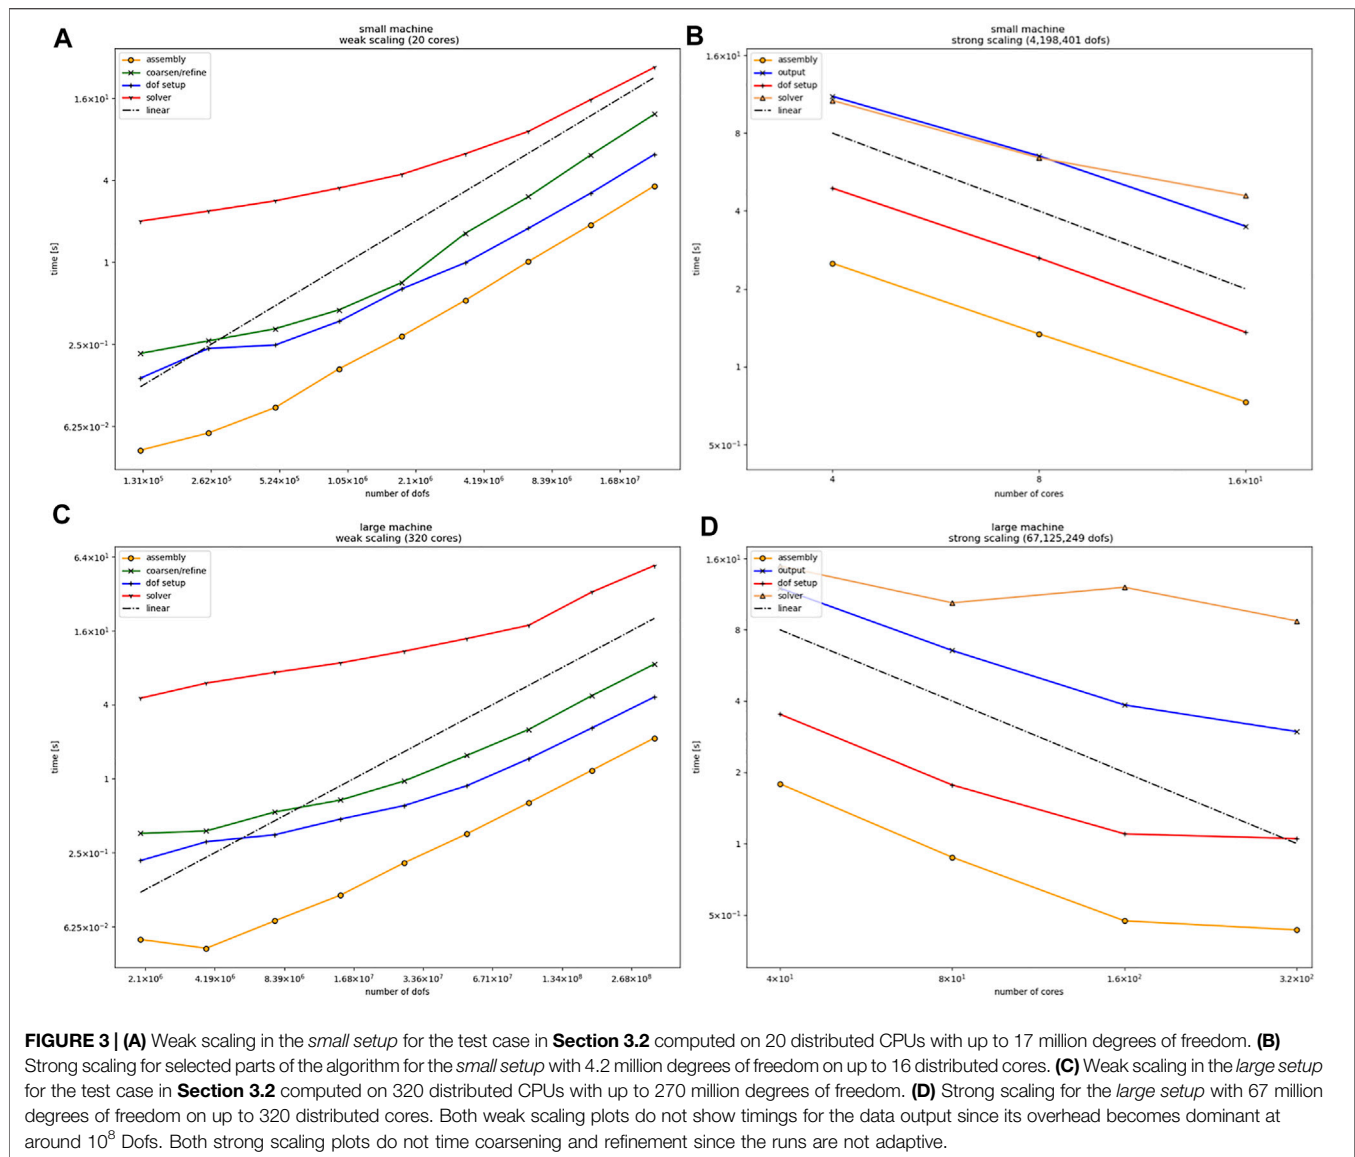 A
small machine
weak scaling (20 cores)
assembly
coarsen/refine
dof setup
solver
linear
1.6×10¹
4
1
2.5×10⁻¹
6.25×10⁻²
time [s]
1.31×10⁵ 2.62×10⁵ 5.24×10⁵ 1.05×10⁶ 2.1×10⁶ 4.19×10⁶ 8.39×10⁶ 1.68×10⁷
number of dofs
B
small machine
strong scaling (4,198,401 dofs)
assembly
output
dof setup
solver
linear
1.6×10¹
8
4
2
1
5×10⁻¹
time [s]
4 8 1.6×10¹
number of cores
C
large machine
weak scaling (320 cores)
assembly
coarsen/refine
dof setup
solver
linear
6.4×10¹
1.6×10¹
4
1
2.5×10⁻¹
6.25×10⁻²
time [s]
2.1×10⁶ 4.19×10⁶ 8.39×10⁶ 1.68×10⁷ 3.36×10⁷ 6.71×10⁷ 1.34×10⁸ 2.68×10⁸
number of dofs
D
large machine
strong scaling (67,125,249 dofs)
assembly
output
dof setup
solver
linear
1.6×10¹
8
4
2
1
5×10⁻¹
time [s]
4×10¹ 8×10¹ 1.6×10² 3.2×10²
number of cores
FIGURE 3 | (A) Weak scaling in the small setup for the test case in Section 3.2 computed on 20 distributed CPUs with up to 17 million degrees of freedom. (B)
Strong scaling for selected parts of the algorithm for the small setup with 4.2 million degrees of freedom on up to 16 distributed cores. (C) Weak scaling in the large setup
for the test case in Section 3.2 computed on 320 distributed CPUs with up to 270 million degrees of freedom. (D) Strong scaling for the large setup with 67 million
degrees of freedom on up to 320 distributed cores. Both weak scaling plots do not show timings for the data output since its overhead becomes dominant at
around 10⁸ Dofs. Both strong scaling plots do not time coarsening and refinement since the runs are not adaptive.